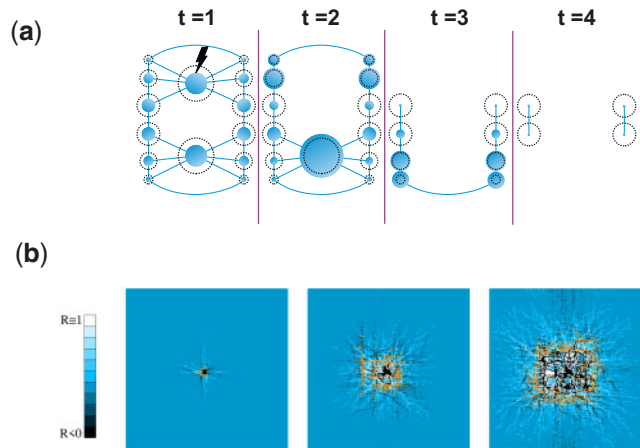 (a)
t =1 t =2 t =3 t =4
(b)
R≅1
R<0